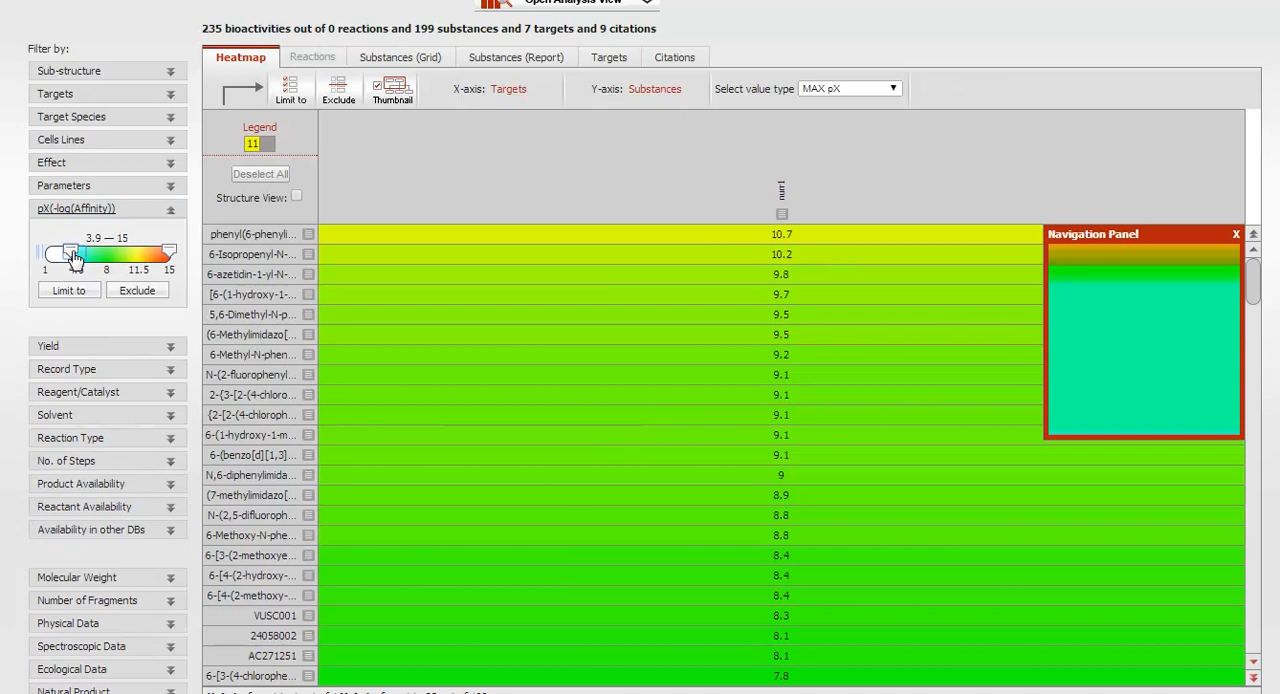 Open Analysis View
235 bioactivities out of 0 reactions and 199 substances and 7 targets and 9 citations
Filter by:
Sub-structure
Targets
Target Species
Cells Lines
Effect
Parameters
pX(-log(Affinity))
3.9 — 15
1 8 11.5 15
Limit to Exclude
Yield
Record Type
Reagent/Catalyst
Solvent
Reaction Type
No. of Steps
Product Availability
Reactant Availability
Availability in other DBs
Molecular Weight
Number of Fragments
Physical Data
Spectroscopic Data
Ecological Data
Natural Product
Heatmap Reactions Substances (Grid) Substances (Report) Targets Citations
Limit to Exclude Thumbnail X-axis: Targets Y-axis: Substances Select value type MAX pX
Legend
11
Deselect All
Structure View:
nurr1
phenyl(6-phenyli... 10.7
6-Isopropenyl-N-... 10.2
6-azetidin-1-yl-N-... 9.8
[6-(1-hydroxy-1-... 9.7
5,6-Dimethyl-N-p... 9.5
(6-Methylimidazo[... 9.5
6-Methyl-N-phen... 9.2
N-(2-fluorophenyl... 9.1
2-{3-[2-(4-chloro... 9.1
{2-[2-(4-chloroph... 9.1
6-(1-hydroxy-1-m... 9.1
6-(benzo[d][1,3]... 9.1
N,6-diphenylimida... 9
(7-methylimidazo[... 8.9
N-(2,5-difluoroph... 8.8
6-Methoxy-N-phe... 8.8
6-[3-(2-methoxye... 8.4
6-[4-(2-hydroxy-... 8.4
6-[4-(2-methoxy-... 8.4
VUSC001 8.3
24058002 8.1
AC271251 8.1
6-[3-(4-chlorophe... 7.8
Navigation Panel X